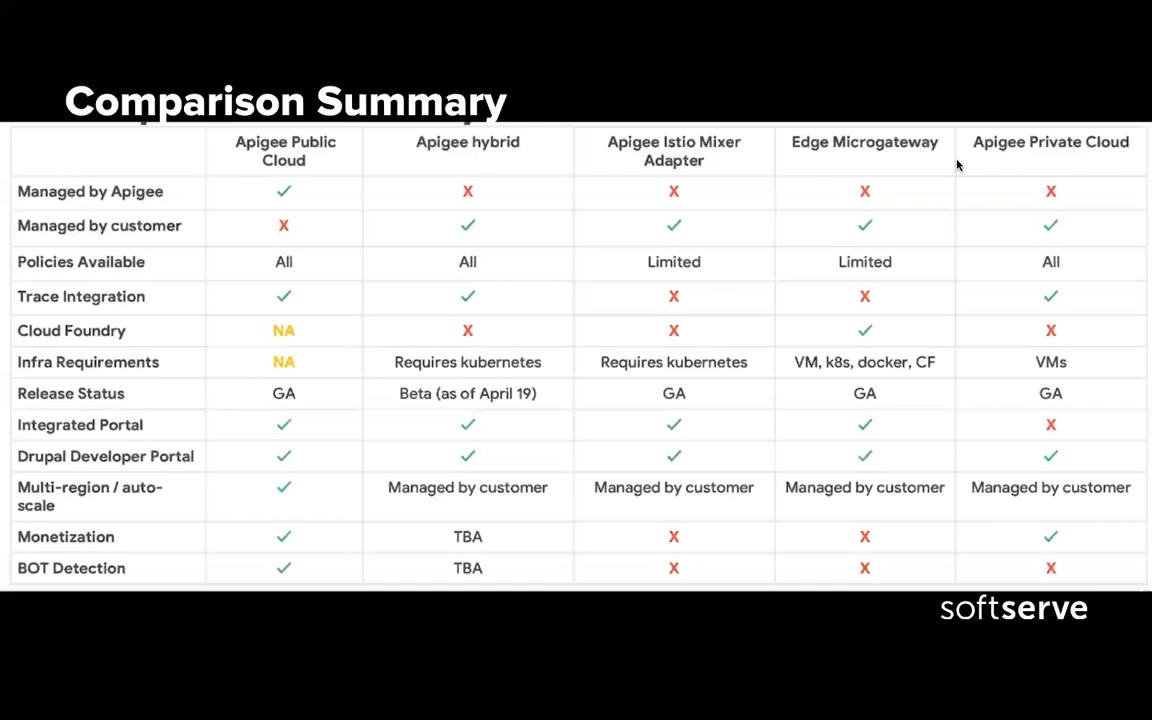 Comparison Summary
Apigee Public Cloud Apigee hybrid Apigee Istio Mixer Adapter Edge Microgateway Apigee Private Cloud
Managed by Apigee ✓ X X X X
Managed by customer X ✓ ✓ ✓ ✓
Policies Available All All Limited Limited All
Trace Integration ✓ ✓ X X ✓
Cloud Foundry NA X X ✓ X
Infra Requirements NA Requires kubernetes Requires kubernetes VM, k8s, docker, CF VMs
Release Status GA Beta (as of April 19) GA GA GA
Integrated Portal ✓ ✓ ✓ ✓ X
Drupal Developer Portal ✓ ✓ ✓ ✓ ✓
Multi-region / auto-scale ✓ Managed by customer Managed by customer Managed by customer Managed by customer
Monetization ✓ TBA X X ✓
BOT Detection ✓ TBA X X X
softserve